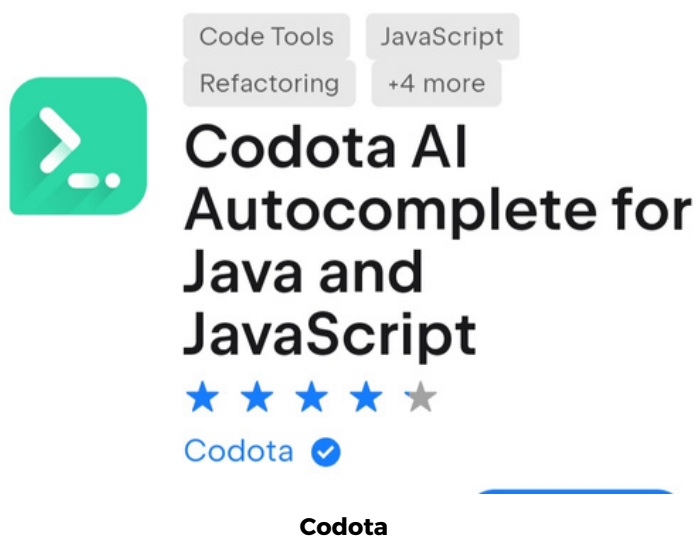 Code Tools JavaScript
Refactoring +4 more
Codota AI
Autocomplete for
Java and
JavaScript
Codota
Codota